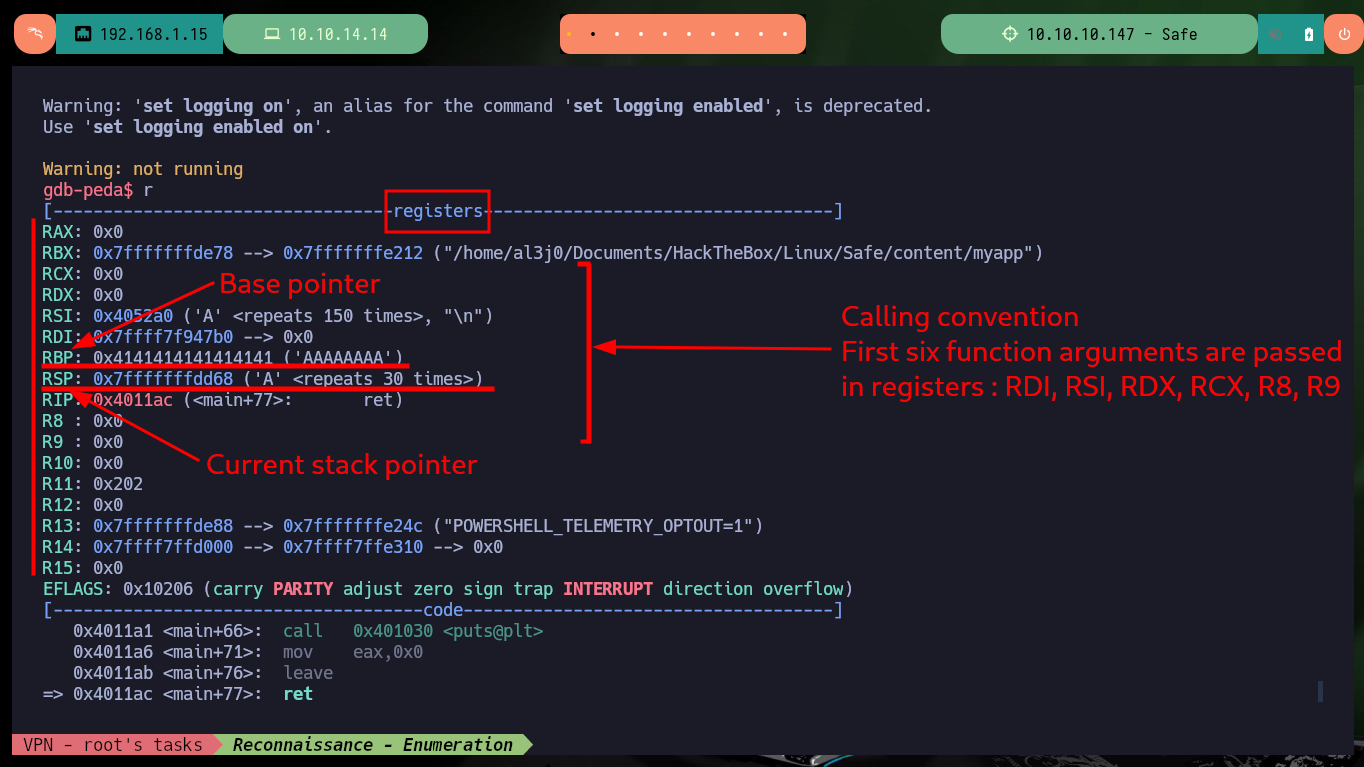 192.168.1.15
10.10.14.14
10.10.10.147 - Safe
Warning: 'set logging on', an alias for the command 'set logging enabled', is deprecated.
Use 'set logging enabled on'.
Warning: not running
gdb-peda$ r
[----------------------------------registers-----------------------------------]
RAX: 0x0
RBX: 0x7fffffffde78 --> 0x7fffffffe212 ("/home/al3j0/Documents/HackTheBox/Linux/Safe/content/myapp")
RCX: 0x0
RDX: 0x0
RSI: 0x4052a0 ('A' <repeats 150 times>, "\n")
RDI: 0x7ffff7f947b0 --> 0x0
RBP: 0x4141414141414141 ('AAAAAAAA')
RSP: 0x7fffffffdd68 ('A' <repeats 30 times>)
RIP: 0x4011ac (<main+77>:       ret)
R8 : 0x0
R9 : 0x0
R10: 0x0
R11: 0x202
R12: 0x0
R13: 0x7fffffffde88 --> 0x7fffffffe24c ("POWERSHELL_TELEMETRY_OPTOUT=1")
R14: 0x7ffff7ffd000 --> 0x7ffff7ffe310 --> 0x0
R15: 0x0
EFLAGS: 0x10206 (carry PARITY adjust zero sign trap INTERRUPT direction overflow)
[-------------------------------------code-------------------------------------]
   0x4011a1 <main+66>:  call   0x401030 <puts@plt>
   0x4011a6 <main+71>:  mov    eax,0x0
   0x4011ab <main+76>:  leave
=> 0x4011ac <main+77>:  ret
Base pointer
Current stack pointer
Calling convention
First six function arguments are passed
in registers : RDI, RSI, RDX, RCX, R8, R9
VPN - root's tasks
Reconnaissance - Enumeration